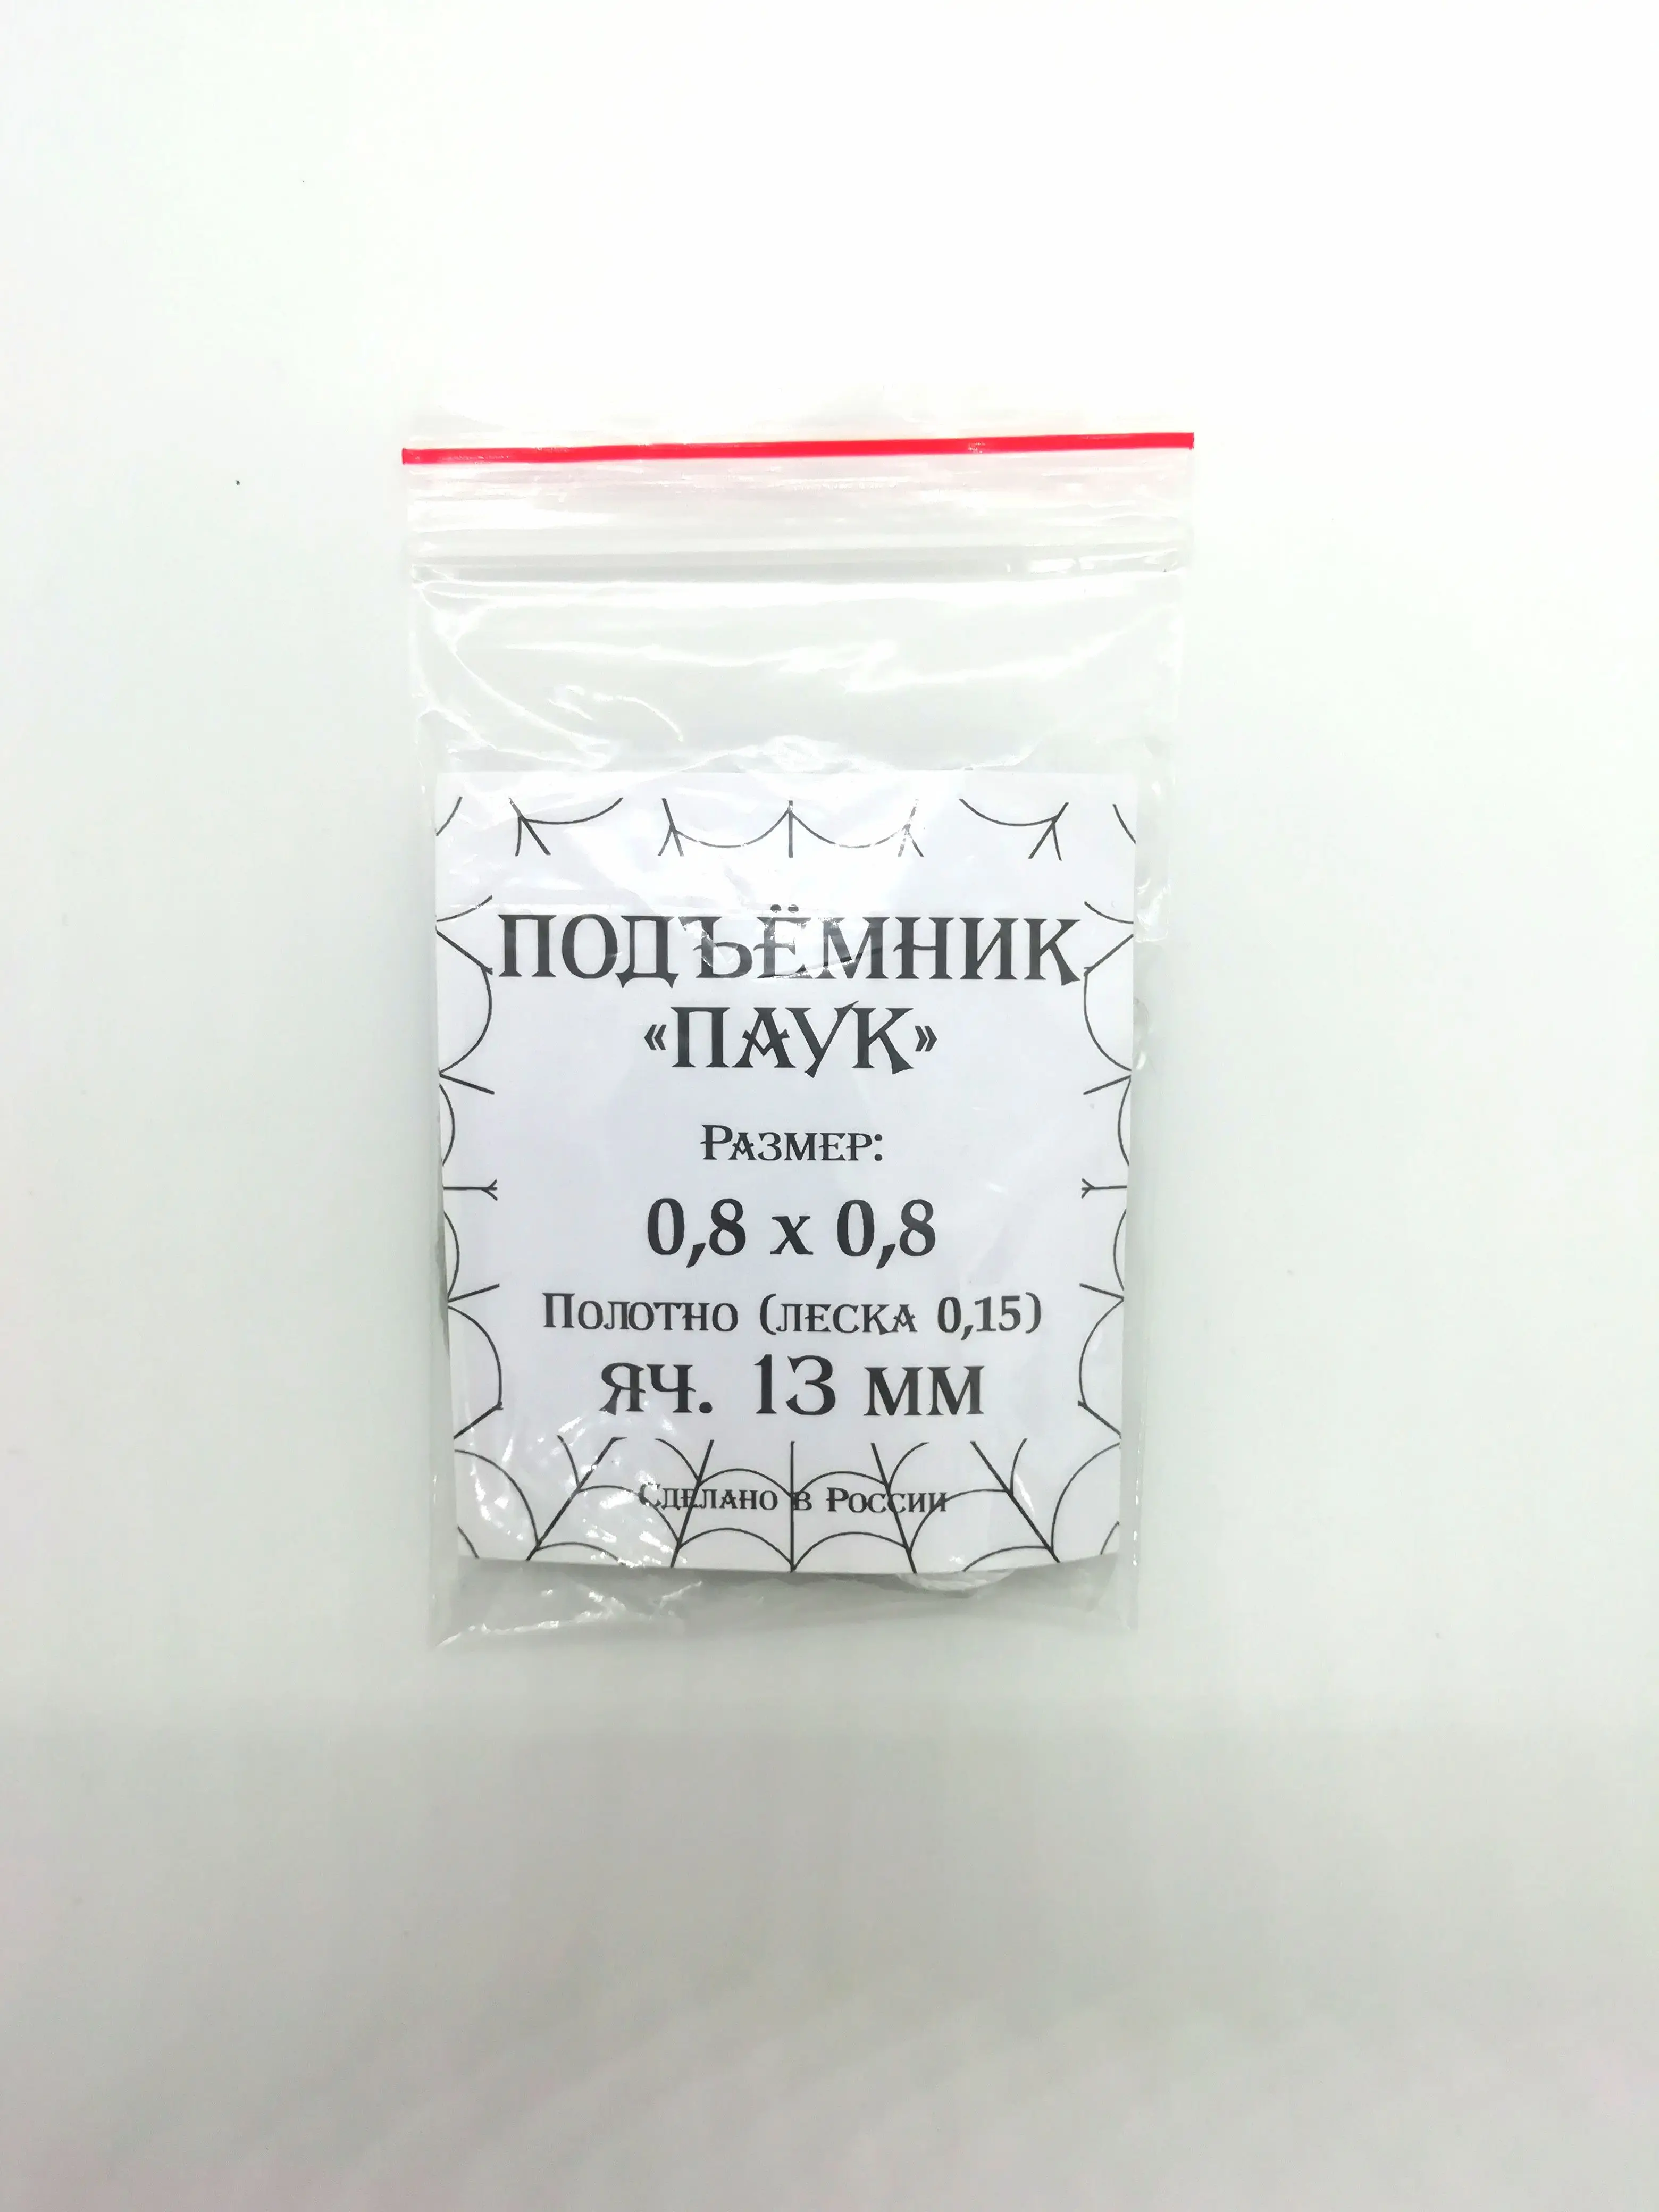 ПОДЪЁМНИК
«ПАУК»
Размер:
0,8 х 0,8
Полотно (леска 0,15)
яч. 13 мм
Сделано в России